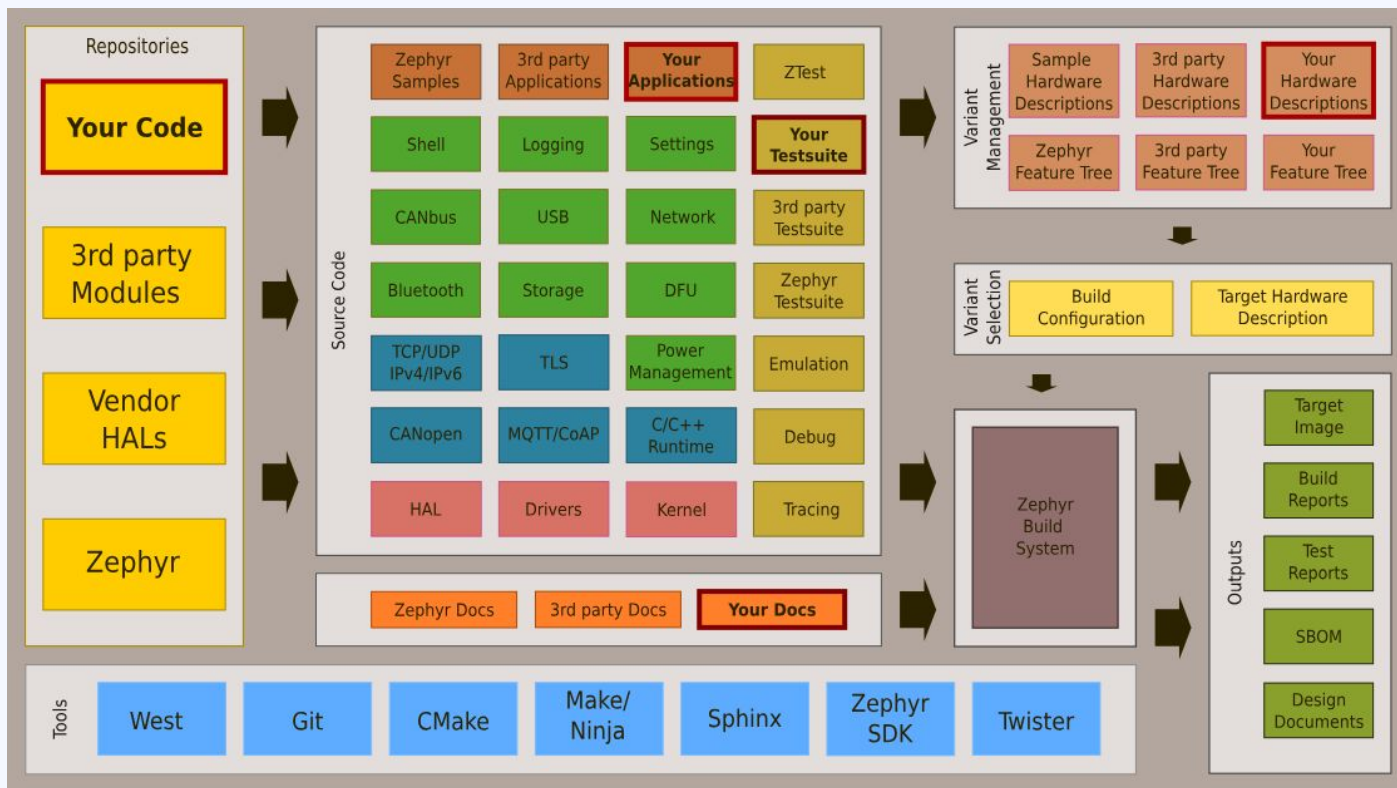 Repositories
Your Code
3rd party
Modules
Vendor
HALs
Zephyr
Source Code
Zephyr
Samples
3rd party
Applications
Your
Applications
ZTest
Shell
Logging
Settings
Your
Testsuite
CANbus
USB
Network
3rd party
Testsuite
Bluetooth
Storage
DFU
Zephyr
Testsuite
TCP/UDP
IPv4/IPv6
TLS
Power
Management
Emulation
CANopen
MQTT/CoAP
C/C++
Runtime
Debug
HAL
Drivers
Kernel
Tracing
Zephyr Docs
3rd party Docs
Your Docs
Variant
Management
Sample
Hardware
Descriptions
3rd party
Hardware
Descriptions
Your
Hardware
Descriptions
Zephyr
Feature Tree
3rd party
Feature Tree
Your
Feature Tree
Variant
Selection
Build
Configuration
Target Hardware
Description
Zephyr
Build
System
Outputs
Target
Image
Build
Reports
Test
Reports
SBOM
Design
Documents
Tools
West
Git
CMake
Make/
Ninja
Sphinx
Zephyr
SDK
Twister